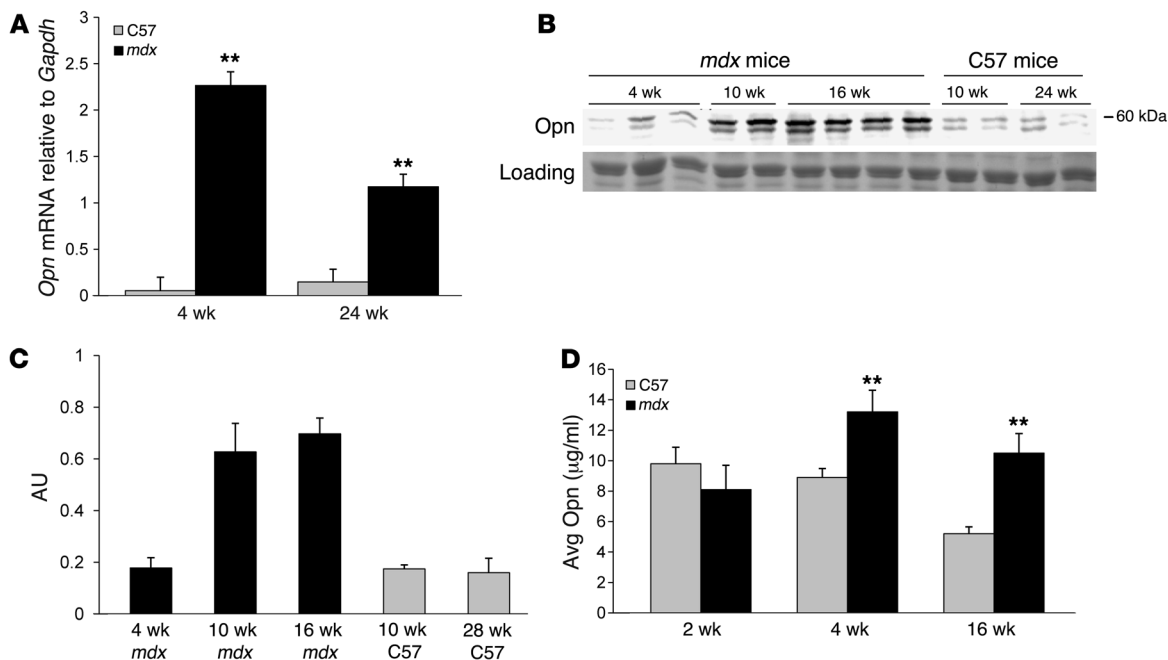 A
Opn mRNA relative to Gapdh
3
2.5
2
1.5
1
0.5
0
C57
mdx
**
**
4 wk 24 wk
B
mdx mice C57 mice
4 wk 10 wk 16 wk 10 wk 24 wk
Opn – 60 kDa
Loading
C
AU
1
0.8
0.6
0.4
0.2
0
4 wk 10 wk 16 wk 10 wk 28 wk
mdx mdx mdx C57 C57
D
Avg Opn (µg/ml)
16
14
12
10
8
6
4
2
0
C57
mdx
**
**
2 wk 4 wk 16 wk